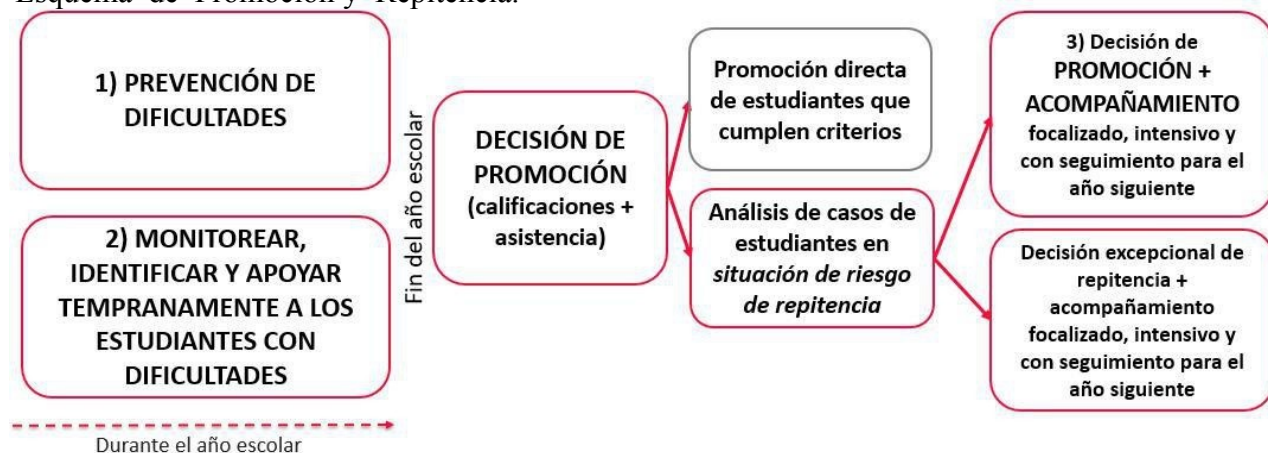 Esquema de Promoción y Repitencia.
1) PREVENCIÓN DE
DIFICULTADES
2) MONITOREAR,
IDENTIFICAR Y APOYAR
TEMPRANAMENTE A LOS
ESTUDIANTES CON
DIFICULTADES
Durante el año escolar
Fin del año escolar
DECISIÓN DE
PROMOCIÓN
(calificaciones +
asistencia)
Promoción directa
de estudiantes que
cumplen criterios
Análisis de casos de
estudiantes en
situación de riesgo
de repitencia
3) Decisión de
PROMOCIÓN +
ACOMPAÑAMIENTO
focalizado, intensivo y
con seguimiento para el
año siguiente
Decisión excepcional de
repitencia +
acompañamiento
focalizado, intensivo y
con seguimiento para el
año siguiente